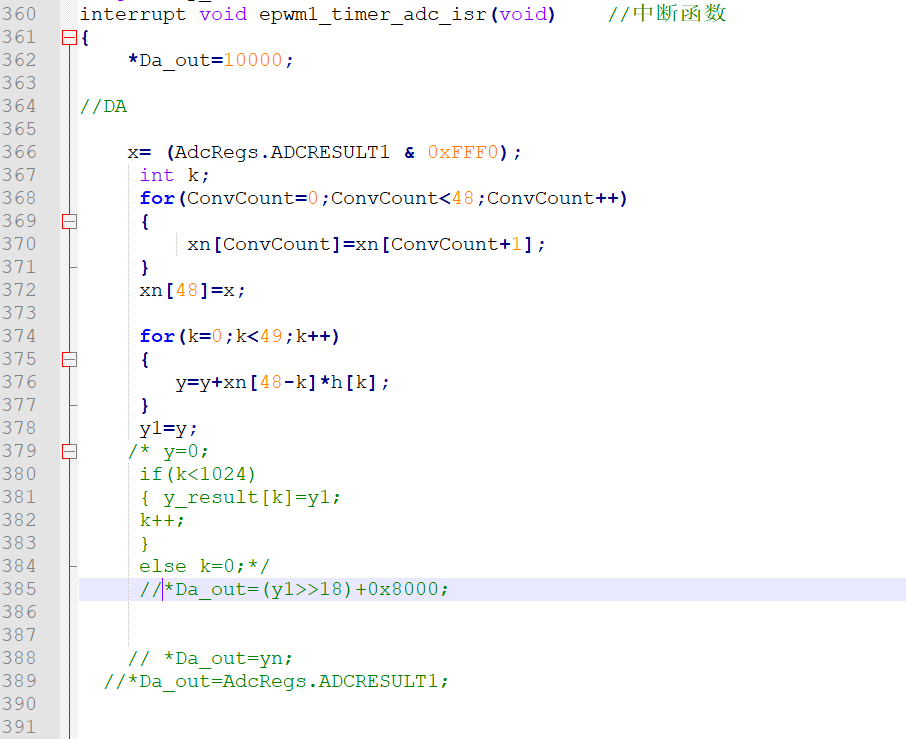 360 interrupt void epwm1_timer_adc_isr(void)    //中断函数
361 {
362     *Da_out=10000;
363
364 //DA
365
366     x= (AdcRegs.ADCRESULT1 & 0xFFF0);
367      int k;
368      for(ConvCount=0;ConvCount<48;ConvCount++)
369      {
370          xn[ConvCount]=xn[ConvCount+1];
371      }
372      xn[48]=x;
373
374      for(k=0;k<49;k++)
375      {
376         y=y+xn[48-k]*h[k];
377      }
378      y1=y;
379     /* y=0;
380      if(k<1024)
381      { y_result[k]=y1;
382      k++;
383      }
384      else k=0;*/
385      //*Da_out=(y1>>18)+0x8000;
386
387
388     // *Da_out=yn;
389   //*Da_out=AdcRegs.ADCRESULT1;
390
391